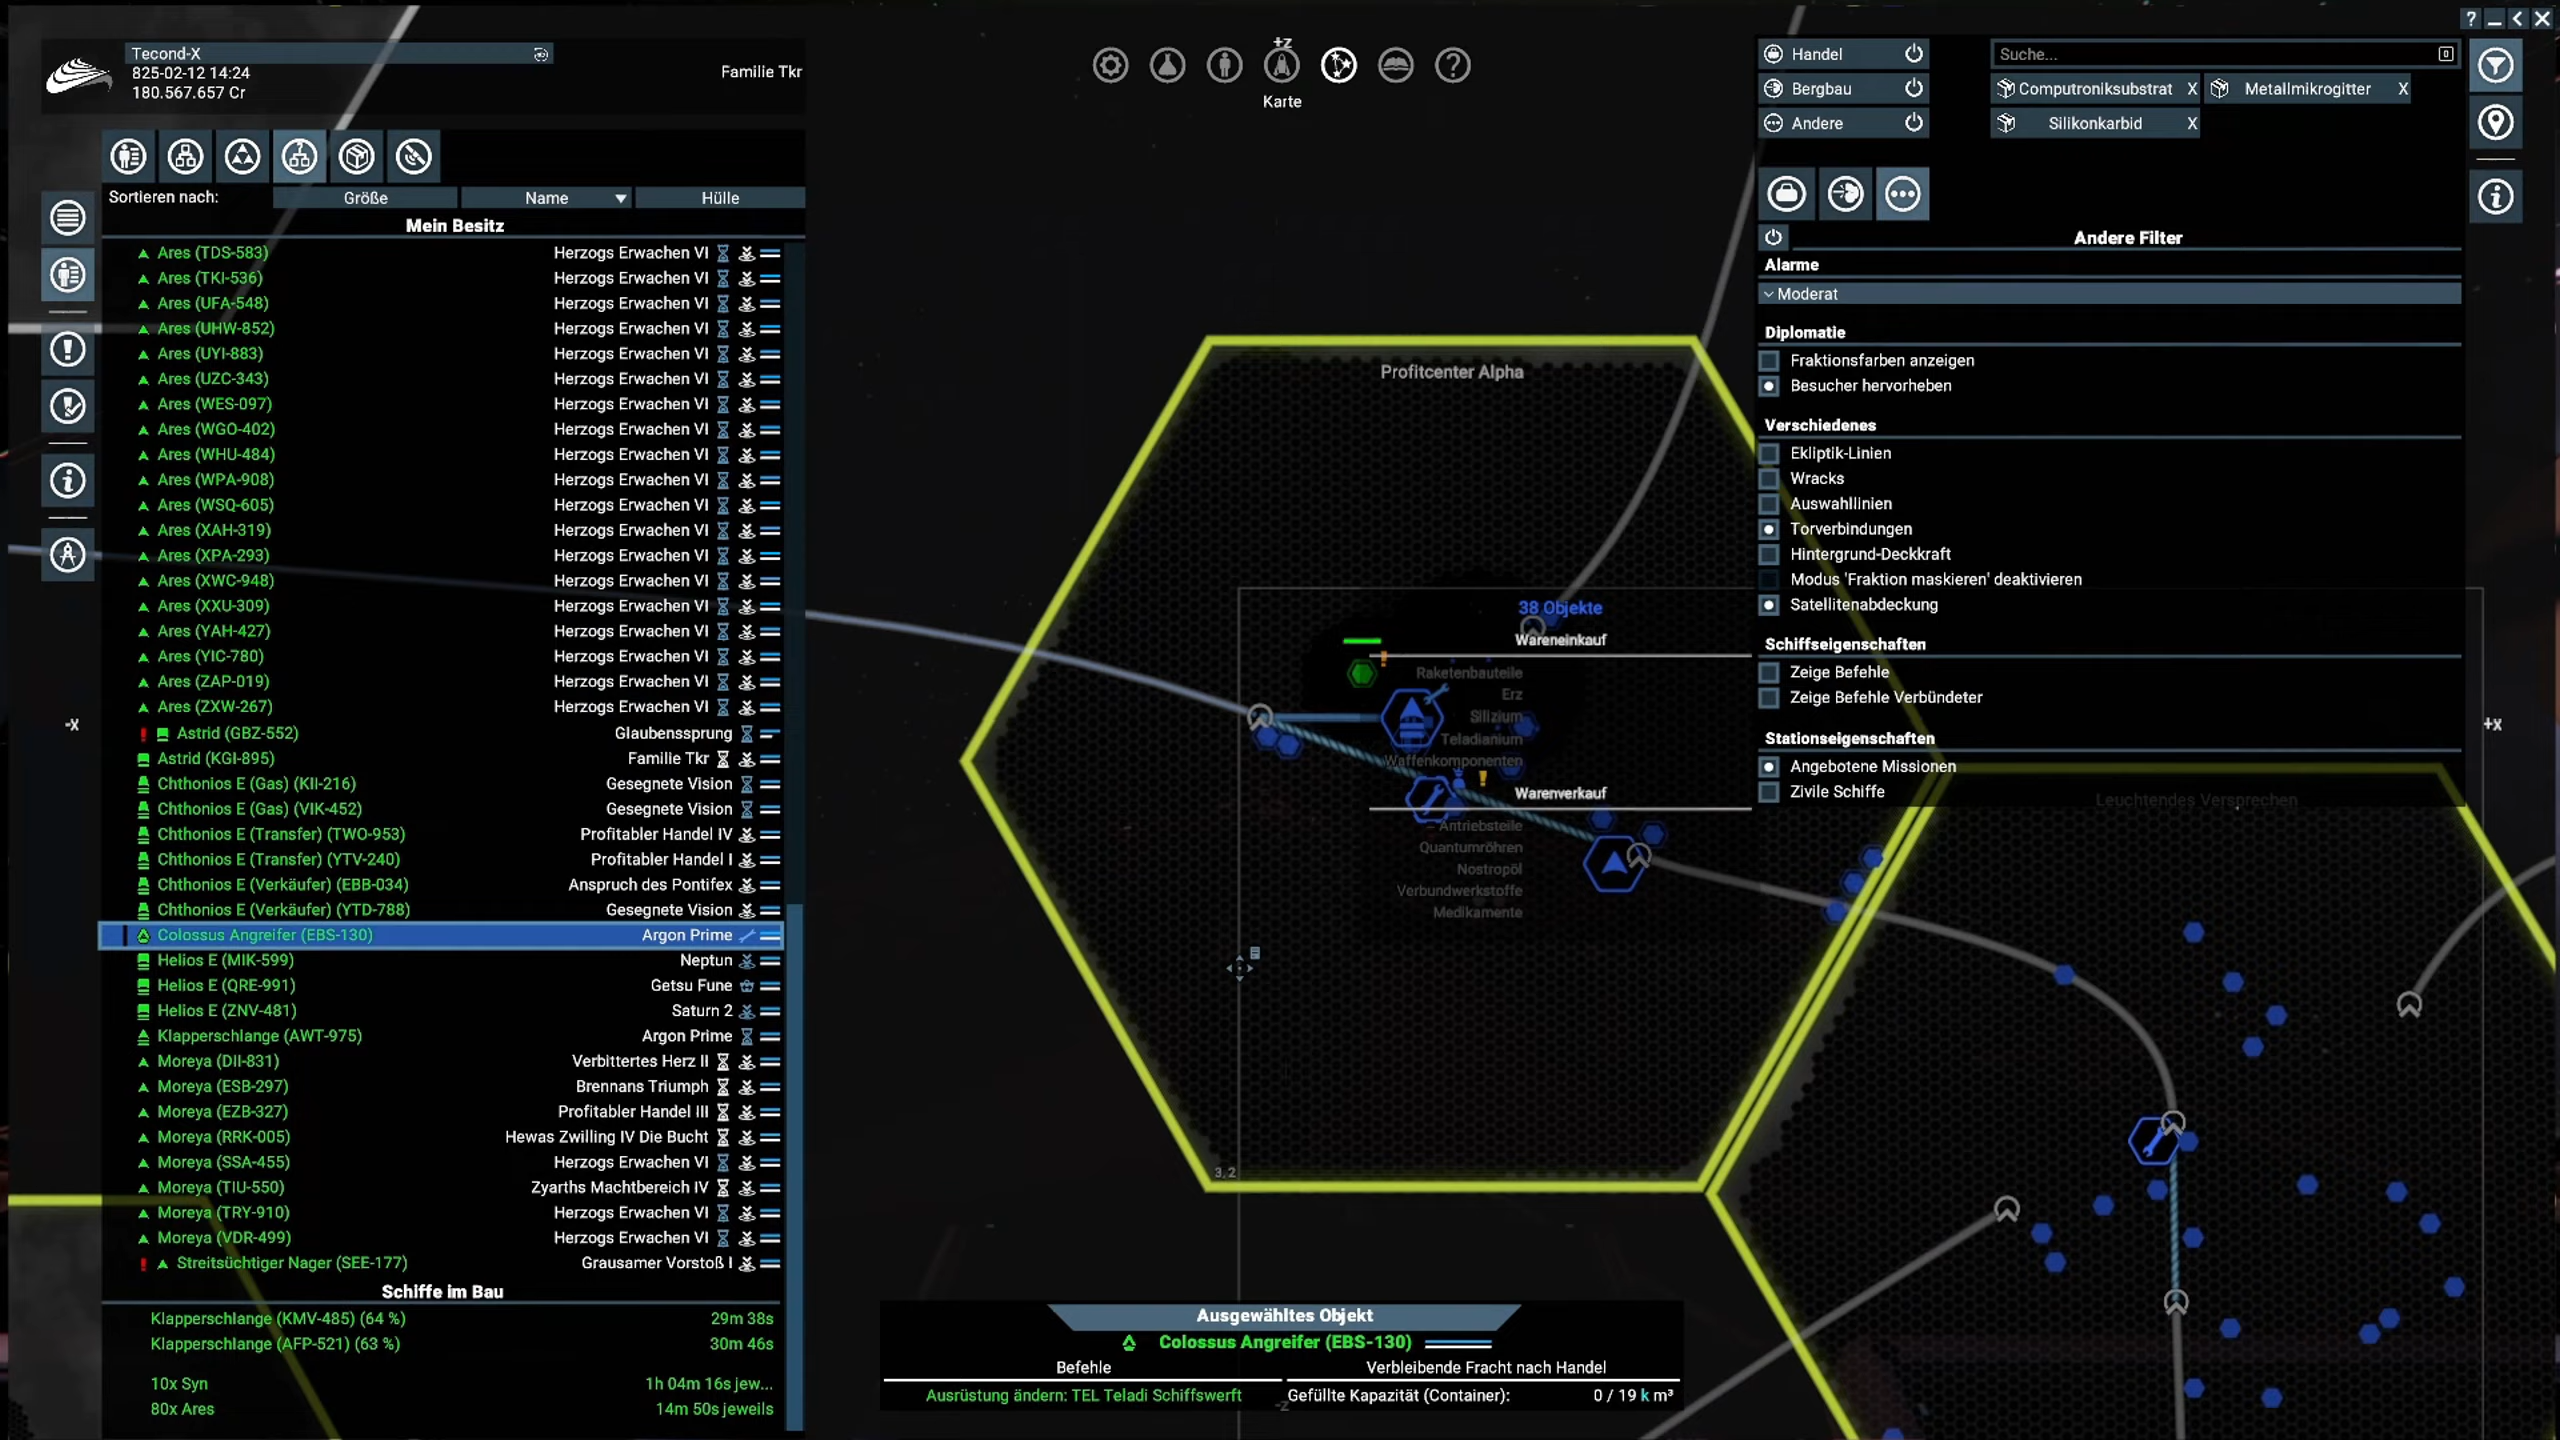 Tecond-X
825-02-12 14:24
180.567.657 Cr
Familie Tkr
Sortieren nach:
Größe
Name
Hülle
Mein Besitz
Ares (TDS-583) Herzogs Erwachen VI
Ares (TKI-536) Herzogs Erwachen VI
Ares (UFA-548) Herzogs Erwachen VI
Ares (UHW-852) Herzogs Erwachen VI
Ares (UYI-883) Herzogs Erwachen VI
Ares (UZC-343) Herzogs Erwachen VI
Ares (WES-097) Herzogs Erwachen VI
Ares (WGO-402) Herzogs Erwachen VI
Ares (WHU-484) Herzogs Erwachen VI
Ares (WPA-908) Herzogs Erwachen VI
Ares (WSQ-605) Herzogs Erwachen VI
Ares (XAH-319) Herzogs Erwachen VI
Ares (XPA-293) Herzogs Erwachen VI
Ares (XWC-948) Herzogs Erwachen VI
Ares (XXU-309) Herzogs Erwachen VI
Ares (YAH-427) Herzogs Erwachen VI
Ares (YIC-780) Herzogs Erwachen VI
Ares (ZAP-019) Herzogs Erwachen VI
Ares (ZXW-267) Herzogs Erwachen VI
! Astrid (GBZ-552) Glaubenssprung
Astrid (KGI-895) Familie Tkr
Chthonios E (Gas) (KII-216) Gesegnete Vision
Chthonios E (Gas) (VIK-452) Gesegnete Vision
Chthonios E (Transfer) (TWO-953) Profitabler Handel IV
Chthonios E (Transfer) (YTV-240) Profitabler Handel I
Chthonios E (Verkäufer) (EBB-034) Anspruch des Pontifex
Chthonios E (Verkäufer) (YTD-788) Gesegnete Vision
Colossus Angreifer (EBS-130) Argon Prime
Helios E (MIK-599) Neptun
Helios E (QRE-991) Getsu Fune
Helios E (ZNV-481) Saturn 2
Klapperschlange (AWT-975) Argon Prime
Moreya (DII-831) Verbittertes Herz II
Moreya (ESB-297) Brennans Triumph
Moreya (EZB-327) Profitabler Handel III
Moreya (RRK-005) Hewas Zwilling IV Die Bucht
Moreya (SSA-455) Herzogs Erwachen VI
Moreya (TIU-550) Zyarths Machtbereich IV
Moreya (TRY-910) Herzogs Erwachen VI
Moreya (VDR-499) Herzogs Erwachen VI
! Streitsüchtiger Nager (SEE-177) Grausamer Vorstoß I
Schiffe im Bau
Klapperschlange (KMV-485) (64 %) 29m 38s
Klapperschlange (AFP-521) (63 %) 30m 46s
10x Syn 1h 04m 16s jew...
80x Ares 14m 50s jeweils
+z
Karte
-x
+x
-z
Profitcenter Alpha
38 Objekte
Wareneinkauf
Raketenbauteile
Erz
Silizium
Teladianium
Waffenkomponenten
Warenverkauf
Antriebsteile
Quantumröhren
Nostropöl
Verbundwerkstoffe
Medikamente
3,2
Leuchtendes Versprechen
Ausgewähltes Objekt
Colossus Angreifer (EBS-130)
Befehle
Verbleibende Fracht nach Handel
Ausrüstung ändern: TEL Teladi Schiffswerft
Gefüllte Kapazität (Container): 0 / 19 k m³
? _ < X
Handel
Bergbau
Andere
Suche...
Computroniksubstrat X
Metallmikrogitter X
Silikonkarbid X
Andere Filter
Alarme
Moderat
Diplomatie
Fraktionsfarben anzeigen
Besucher hervorheben
Verschiedenes
Ekliptik-Linien
Wracks
Auswahllinien
Torverbindungen
Hintergrund-Deckkraft
Modus 'Fraktion maskieren' deaktivieren
Satellitenabdeckung
Schiffseigenschaften
Zeige Befehle
Zeige Befehle Verbündeter
Stationseigenschaften
Angebotene Missionen
Zivile Schiffe